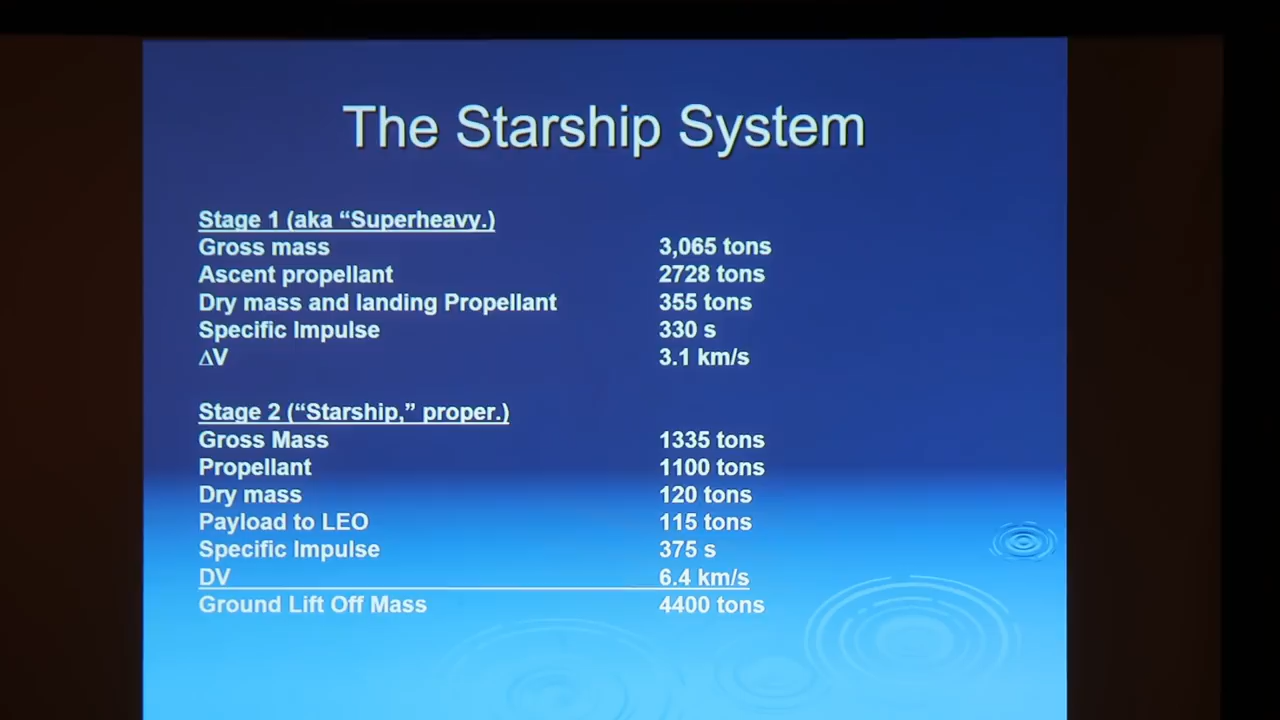 The Starship System
Stage 1 (aka “Superheavy.)
Gross mass 3,065 tons
Ascent propellant 2728 tons
Dry mass and landing Propellant 355 tons
Specific Impulse 330 s
ΔV 3.1 km/s
Stage 2 (“Starship,” proper.)
Gross Mass 1335 tons
Propellant 1100 tons
Dry mass 120 tons
Payload to LEO 115 tons
Specific Impulse 375 s
DV 6.4 km/s
Ground Lift Off Mass 4400 tons